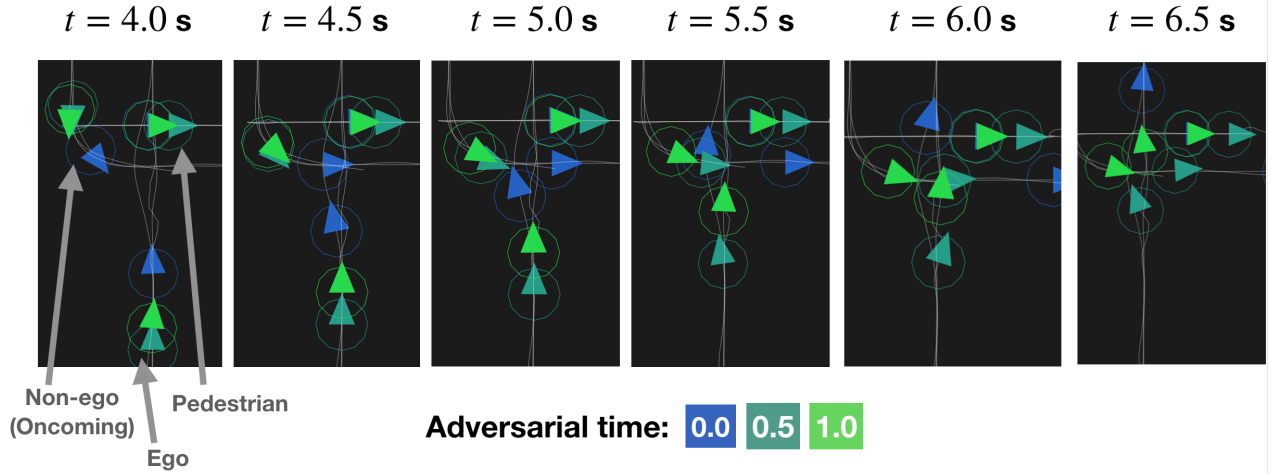 t = 4.0 s
t = 4.5 s
t = 5.0 s
t = 5.5 s
t = 6.0 s
t = 6.5 s
Non-ego
(Oncoming)
Pedestrian
Ego
Adversarial time: 0.0 0.5 1.0